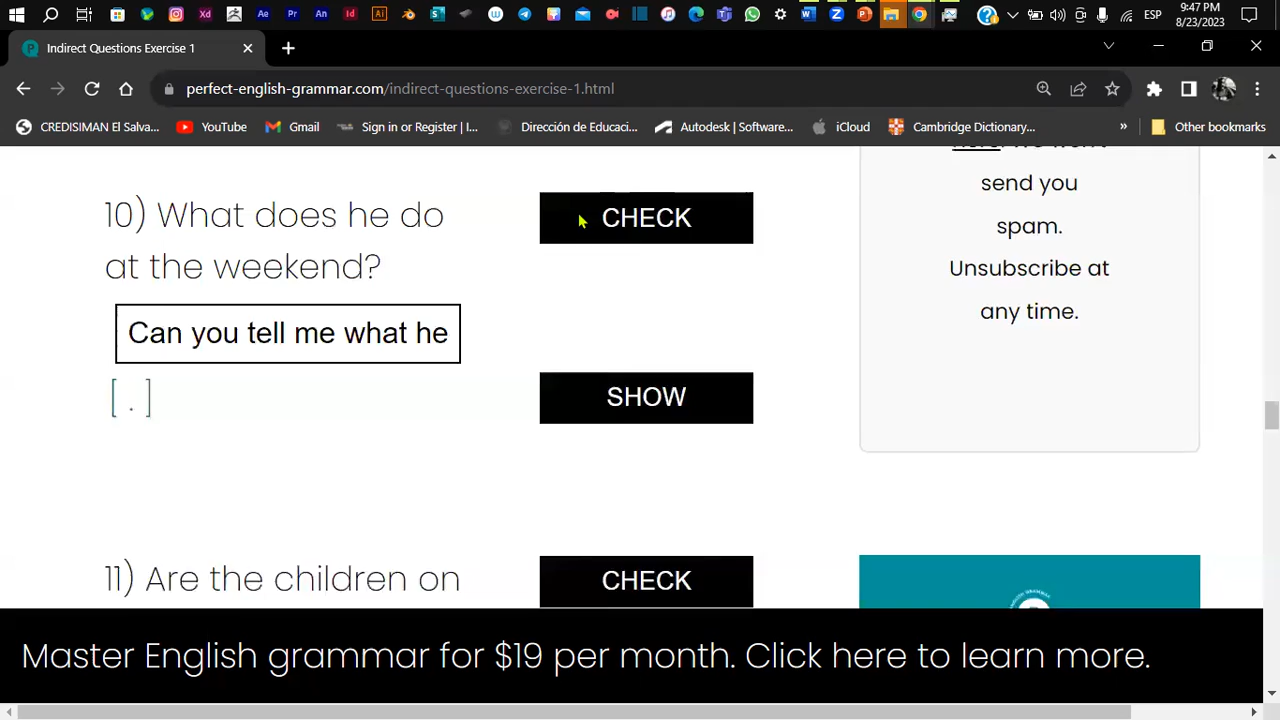 9:47 PM
ESP
8/23/2023
Indirect Questions Exercise 1
perfect-english-grammar.com/indirect-questions-exercise-1.html
CREDISIMAN El Salva...
YouTube
Gmail
Sign in or Register | I...
Dirección de Educaci...
Autodesk | Software...
iCloud
Cambridge Dictionary...
»
Other bookmarks
send you
spam.
Unsubscribe at
any time.
10) What does he do
at the weekend?
CHECK
Can you tell me what he
[ . ]
SHOW
11) Are the children on
CHECK
Master English grammar for $19 per month. Click here to learn more.